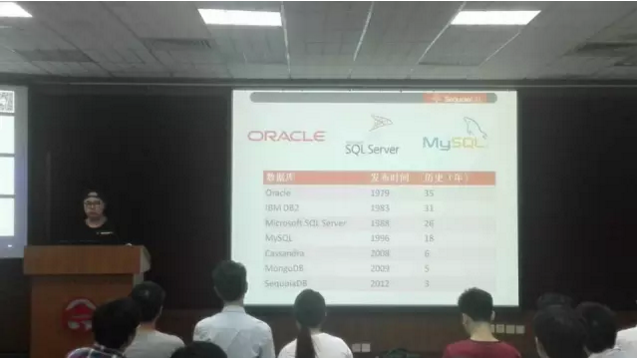 SequoiaDB
ORACLE
SQL Server
MySQL
数据库 发布时间 历史（年）
Oracle 1979 35
IBM DB2 1983 31
Microsoft SQL Server 1988 26
MySQL 1996 18
Cassandra 2008 6
MongoDB 2009 5
SequoiaDB 2012 3